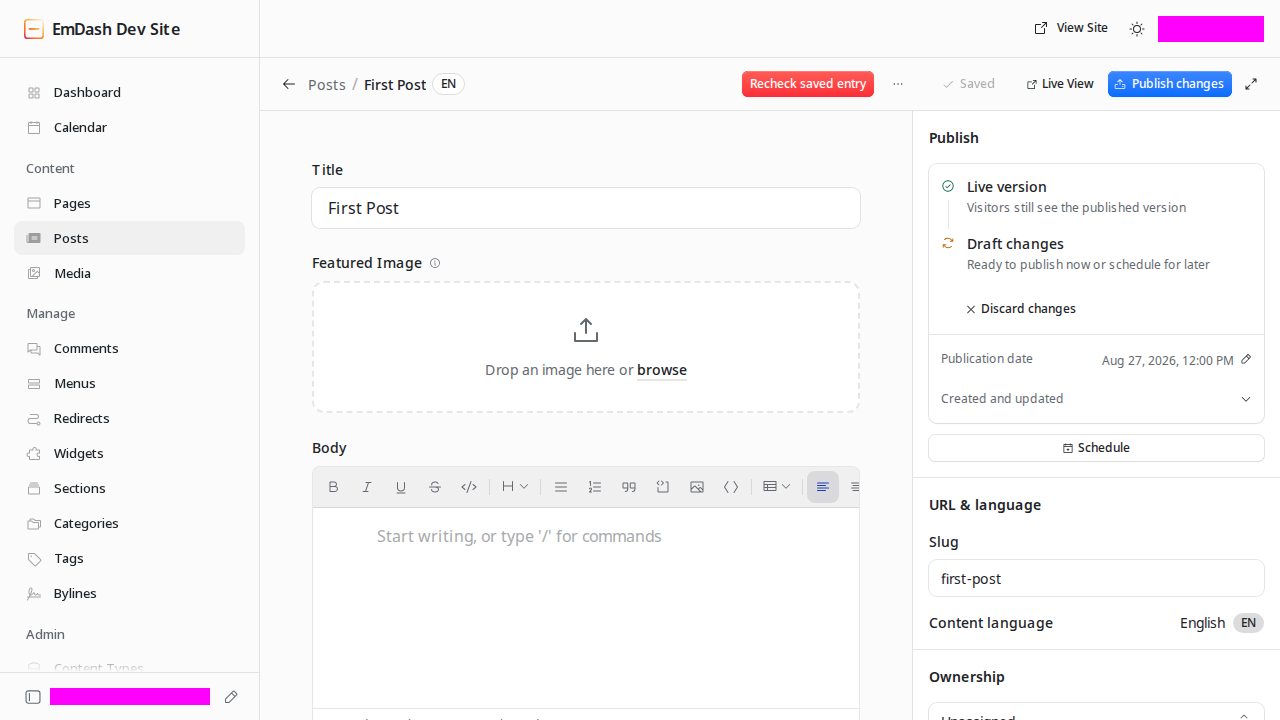 EmDash Dev Site
View Site
Dashboard
Calendar
Content
Pages
Posts
Media
Manage
Comments
Menus
Redirects
Widgets
Sections
Categories
Tags
Bylines
Admin
Content Types
Posts / First Post EN
Recheck saved entry
Saved
Live View
Publish changes
Title
First Post
Featured Image
Drop an image here or browse
Body
Start writing, or type '/' for commands
Publish
Live version
Visitors still see the published version
Draft changes
Ready to publish now or schedule for later
Discard changes
Publication date
Aug 27, 2026, 12:00 PM
Created and updated
Schedule
URL & language
Slug
first-post
Content language
English EN
Ownership
Unassigned